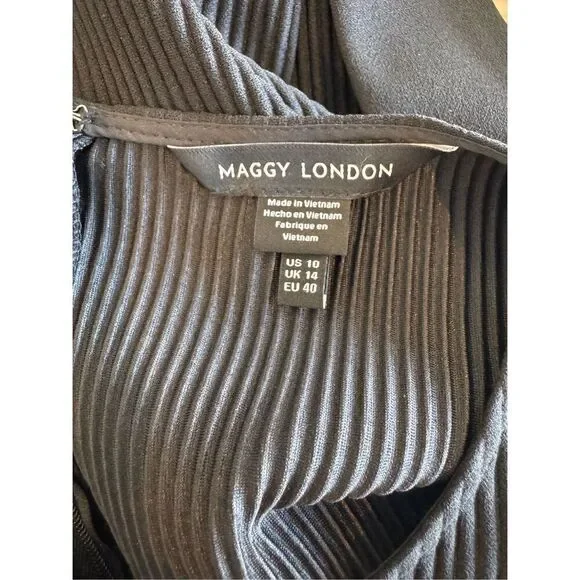 MAGGY LONDON
Made in Vietnam
Hecho en Vietnam
Fabrique en
Vietnam
US 10
UK 14
EU 40